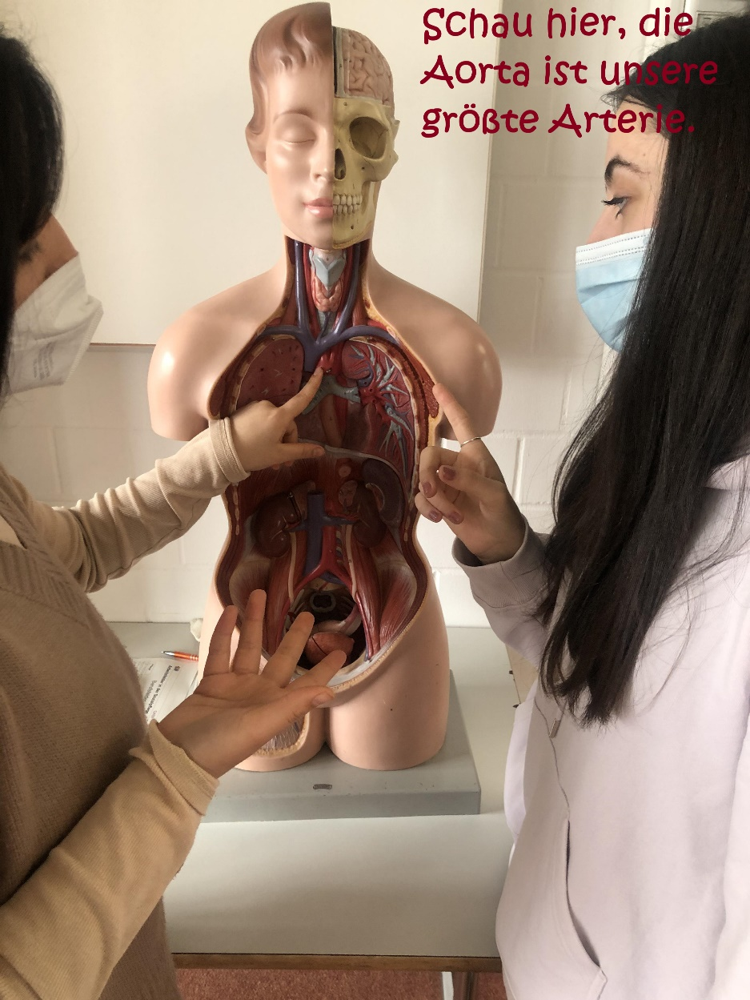 Schau hier, die
Aorta ist unsere
größte Arterie.